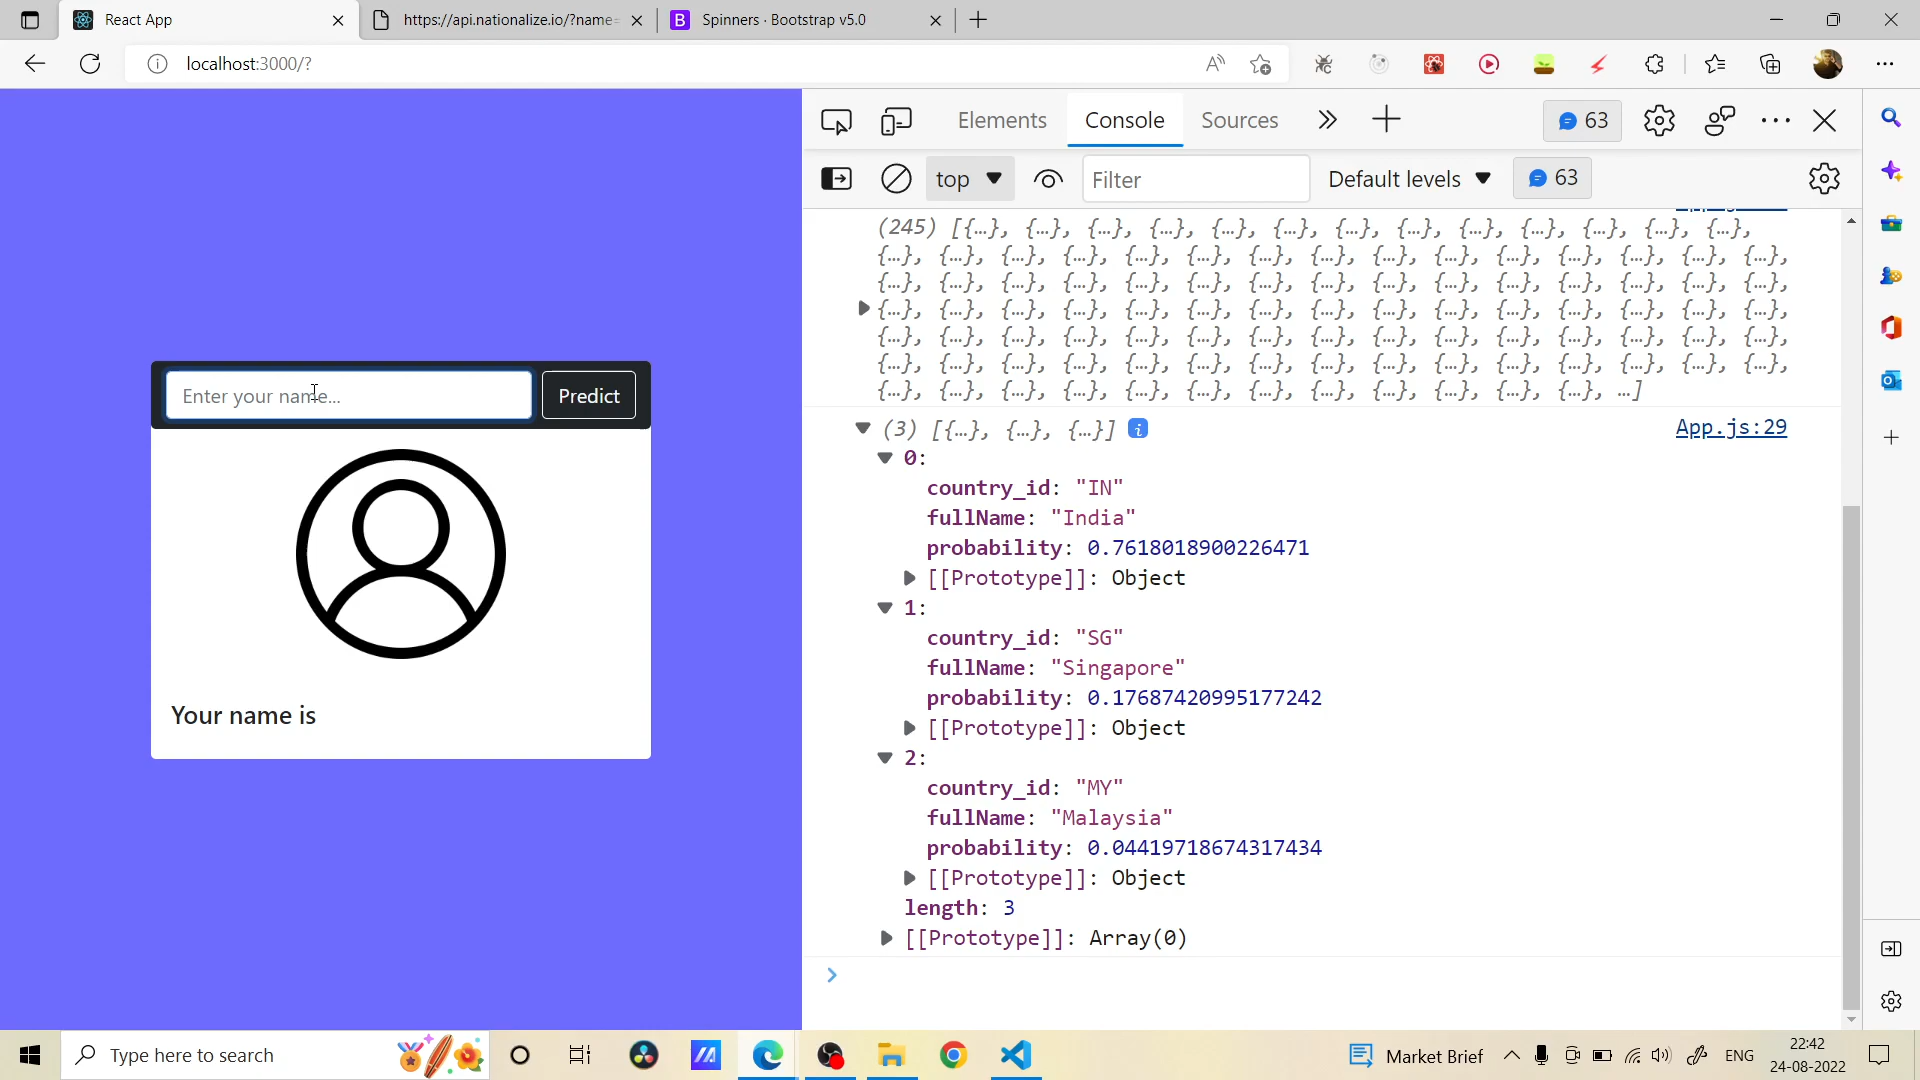 React App
https://api.nationalize.io/?name=
Spinners · Bootstrap v5.0
localhost:3000/?
Elements
Console
Sources
63
top
Filter
Default levels
63
(245) [{…}, {…}, {…}, {…}, {…}, {…}, {…}, {…}, {…}, {…}, {…}, {…}, {…},
{…}, {…}, {…}, {…}, {…}, {…}, {…}, {…}, {…}, {…}, {…}, {…}, {…}, {…}, {…},
{…}, {…}, {…}, {…}, {…}, {…}, {…}, {…}, {…}, {…}, {…}, {…}, {…}, {…}, {…},
{…}, {…}, {…}, {…}, {…}, {…}, {…}, {…}, {…}, {…}, {…}, {…}, {…}, {…}, {…},
{…}, {…}, {…}, {…}, {…}, {…}, {…}, {…}, {…}, {…}, {…}, {…}, {…}, {…}, {…},
{…}, {…}, {…}, {…}, {…}, {…}, {…}, {…}, {…}, {…}, {…}, {…}, {…}, {…}, {…},
{…}, {…}, {…}, {…}, {…}, {…}, {…}, {…}, {…}, {…}, {…}, {…}, …]
(3) [{…}, {…}, {…}] i
App.js:29
0:
country_id: "IN"
fullName: "India"
probability: 0.7618018900226471
[[Prototype]]: Object
1:
country_id: "SG"
fullName: "Singapore"
probability: 0.17687420995177242
[[Prototype]]: Object
2:
country_id: "MY"
fullName: "Malaysia"
probability: 0.04419718674317434
[[Prototype]]: Object
length: 3
[[Prototype]]: Array(0)
Enter your name...
Predict
Your name is
Type here to search
Market Brief
ENG
22:42
24-08-2022